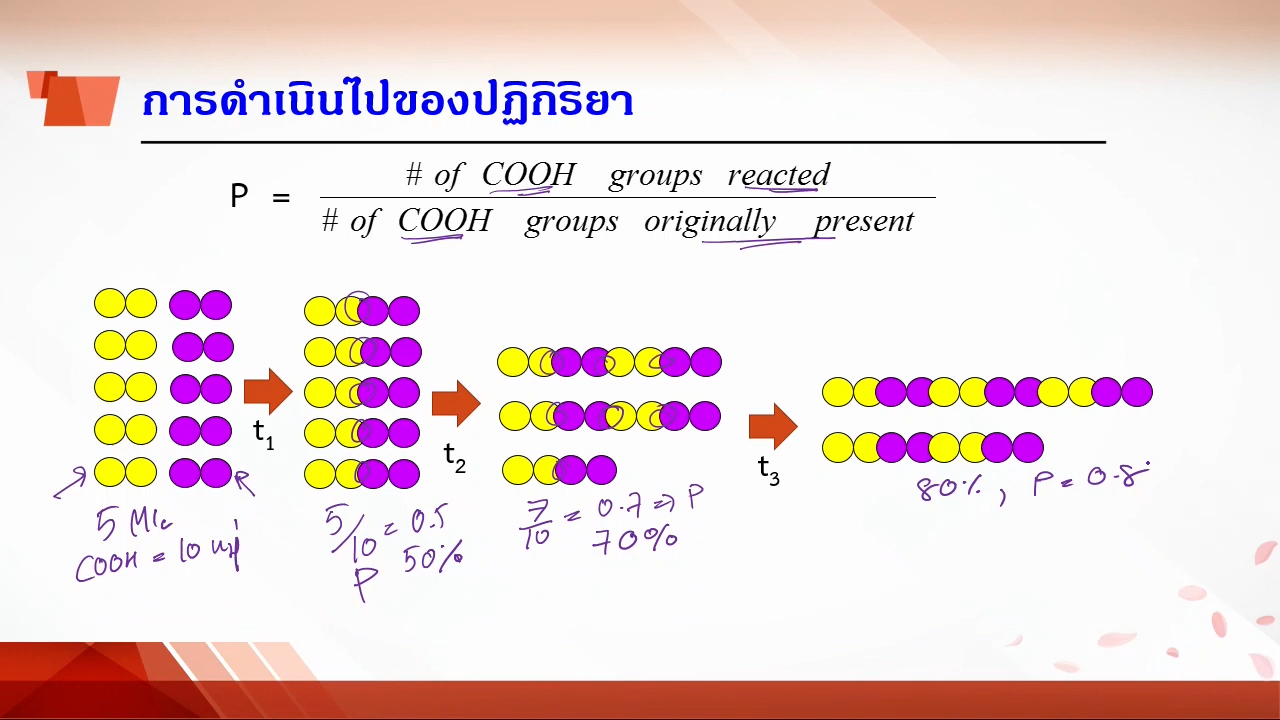 การดำเนินไปของปฏิกิริยา
P = # of COOH groups reacted
# of COOH groups originally present
t1
t2
t3
5
COOH = 10
5/10 = 0.5
50%
P
7/10 = 0.7 => P
70%
80%, P = 0.8